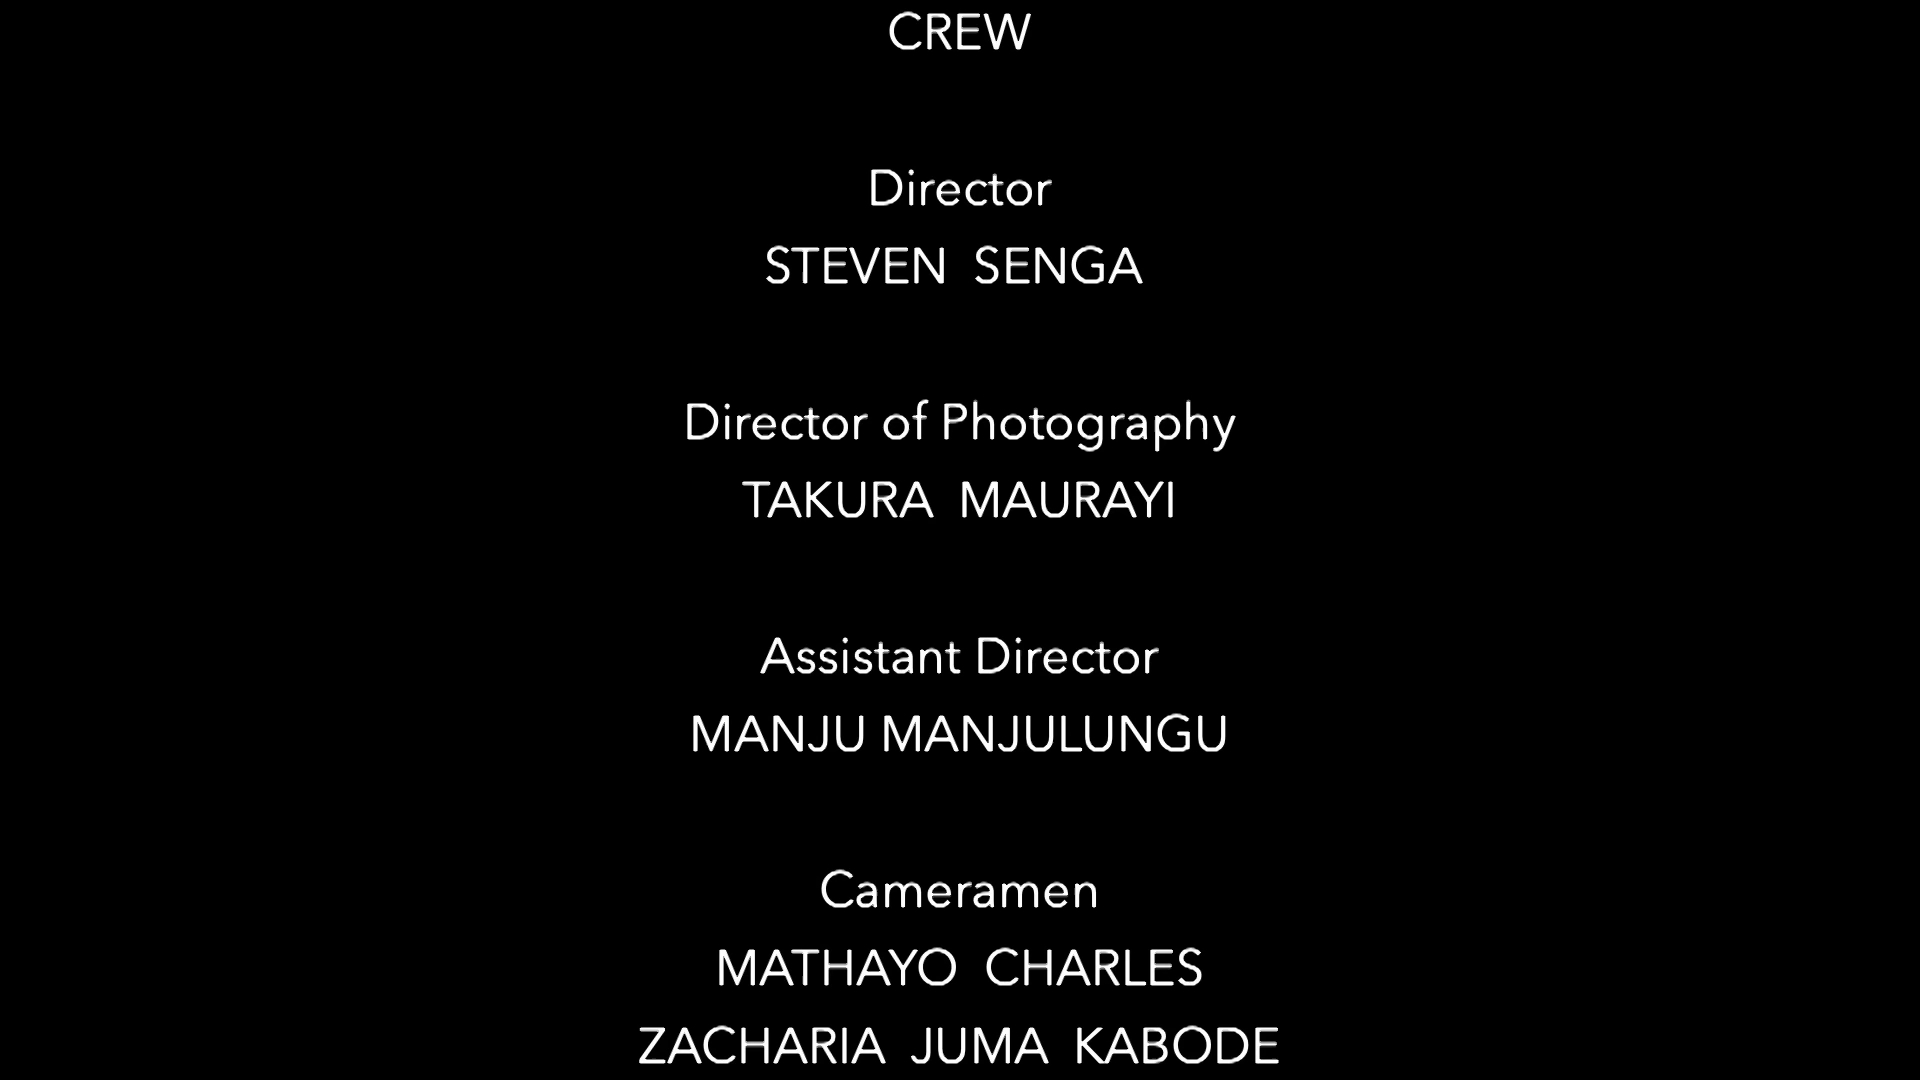 CREW
Director
STEVEN SENGA
Director of Photography
TAKURA MAURAYI
Assistant Director
MANJU MANJULUNGU
Cameramen
MATHAYO CHARLES
ZACHARIA JUMA KABODE